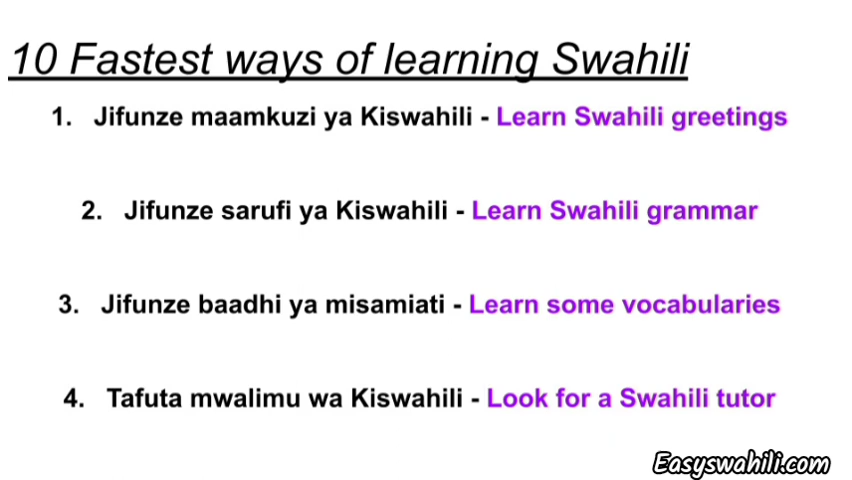 10 Fastest ways of learning Swahili
1. Jifunze maamkuzi ya Kiswahili - Learn Swahili greetings
2. Jifunze sarufi ya Kiswahili - Learn Swahili grammar
3. Jifunze baadhi ya misamiati - Learn some vocabularies
4. Tafuta mwalimu wa Kiswahili - Look for a Swahili tutor
Easyswahili.com